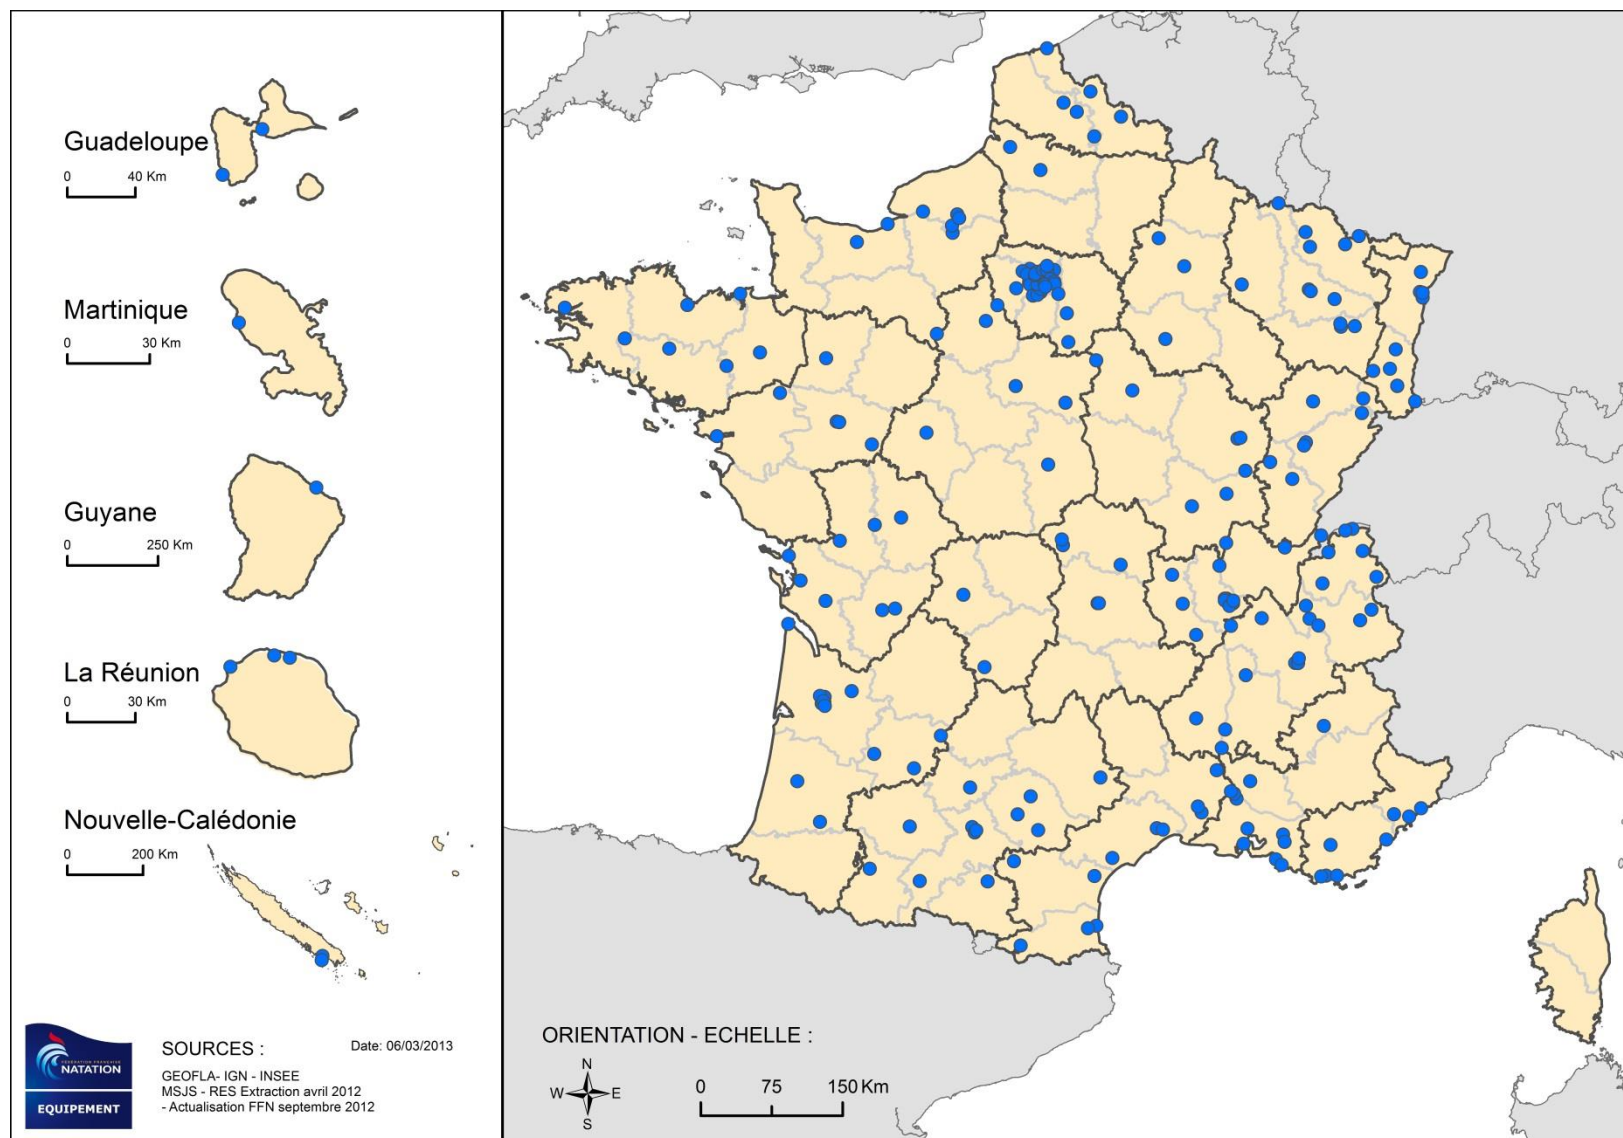 Guadeloupe
0 40 Km
Martinique
0 30 Km
Guyane
0 250 Km
La Réunion
0 30 Km
Nouvelle-Calédonie
0 200 Km
FÉDÉRATION FRANÇAISE
NATATION
EQUIPEMENT
SOURCES :
Date: 06/03/2013
GEOFLA- IGN - INSEE
MSJS - RES Extraction avril 2012
- Actualisation FFN septembre 2012
ORIENTATION - ECHELLE :
N
W E
S
0 75 150 Km